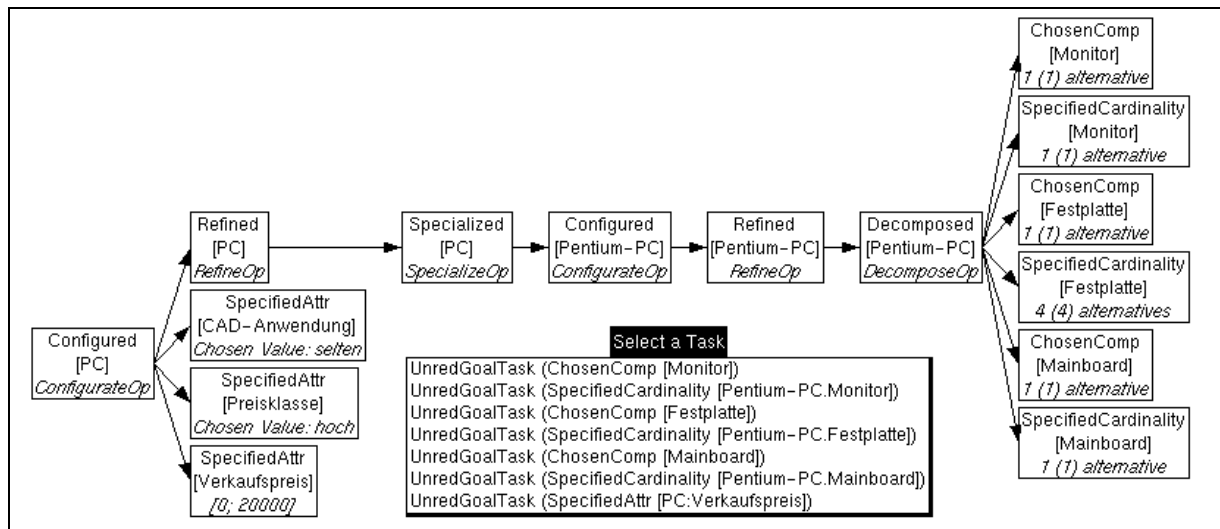 Configured
[PC]
ConfigurateOp
Refined
[PC]
RefineOp
SpecifiedAttr
[CAD-Anwendung]
Chosen Value: selten
SpecifiedAttr
[Preisklasse]
Chosen Value: hoch
SpecifiedAttr
[Verkaufspreis]
[0; 20000]
Specialized
[PC]
SpecializeOp
Configured
[Pentium-PC]
ConfigurateOp
Refined
[Pentium-PC]
RefineOp
Decomposed
[Pentium-PC]
DecomposeOp
ChosenComp
[Monitor]
1 (1) alternative
SpecifiedCardinality
[Monitor]
1 (1) alternative
ChosenComp
[Festplatte]
1 (1) alternative
SpecifiedCardinality
[Festplatte]
4 (4) alternatives
ChosenComp
[Mainboard]
1 (1) alternative
SpecifiedCardinality
[Mainboard]
1 (1) alternative
Select a Task
UnredGoalTask (ChosenComp [Monitor])
UnredGoalTask (SpecifiedCardinality [Pentium-PC.Monitor])
UnredGoalTask (ChosenComp [Festplatte])
UnredGoalTask (SpecifiedCardinality [Pentium-PC.Festplatte])
UnredGoalTask (ChosenComp [Mainboard])
UnredGoalTask (SpecifiedCardinality [Pentium-PC.Mainboard])
UnredGoalTask (SpecifiedAttr [PC:Verkaufspreis])